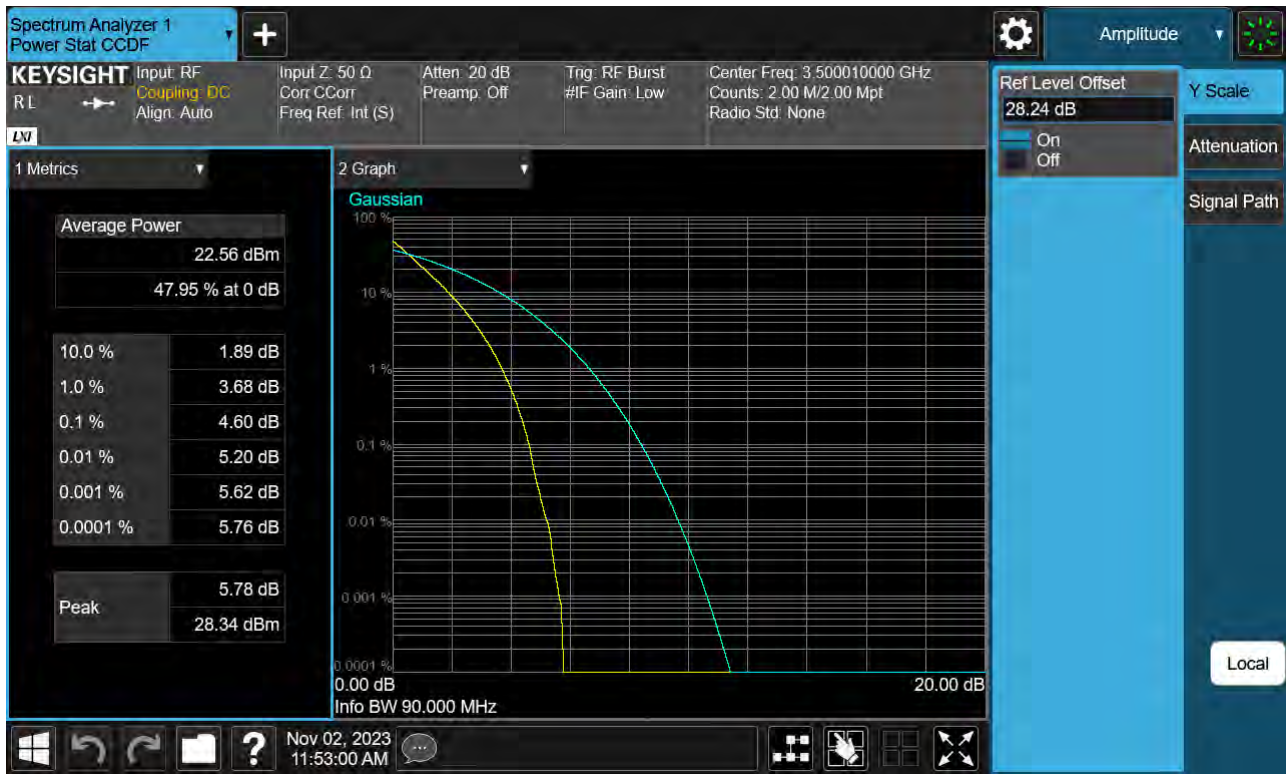 Spectrum Analyzer 1
Power Stat CCDF
Amplitude
KEYSIGHT
RL
LXI
Input: RF
Coupling: DC
Align: Auto
Input Z: 50 Ω
Corr CCorr
Freq Ref: Int (S)
Atten: 20 dB
Preamp: Off
Trig: RF Burst
#IF Gain: Low
Center Freq: 3.500010000 GHz
Counts: 2.00 M/2.00 Mpt
Radio Std: None
Ref Level Offset
28.24 dB
On
Off
Y Scale
Attenuation
Signal Path
Local
1 Metrics
Average Power
22.56 dBm
47.95 % at 0 dB
10.0 % 1.89 dB
1.0 % 3.68 dB
0.1 % 4.60 dB
0.01 % 5.20 dB
0.001 % 5.62 dB
0.0001 % 5.76 dB
Peak
5.78 dB
28.34 dBm
2 Graph
Gaussian
100 %
10 %
1 %
0.1 %
0.01 %
0.001 %
0.0001 %
0.00 dB 20.00 dB
Info BW 90.000 MHz
?
Nov 02, 2023
11:53:00 AM